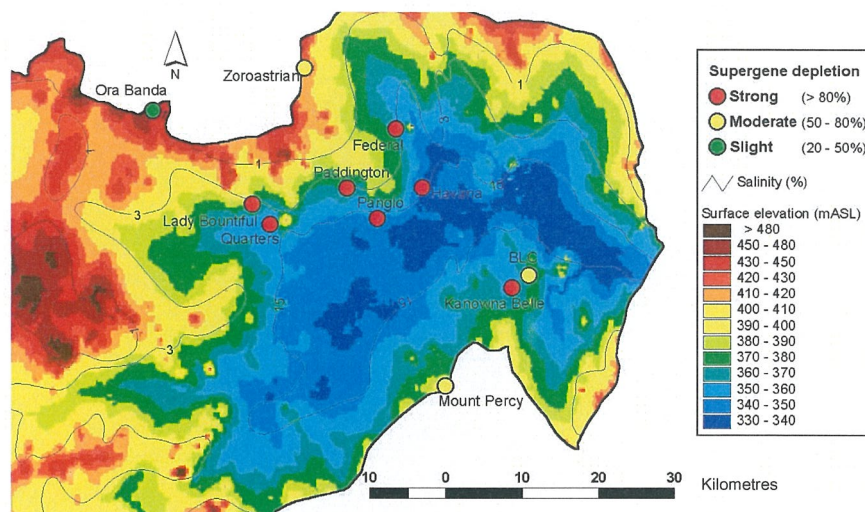 N
Ora Banda
Zoroastrian
1
1
Federal
Paddington
Havana
Panglo
3
Lady Bountiful
Quarters
BLC
Kanowna Belle
3
Mount Percy
10 0 10 20 30
Kilometres
Supergene depletion
Strong (> 80%)
Moderate (50 - 80%)
Slight (20 - 50%)
Salinity (%)
Surface elevation (mASL)
> 480
450 - 480
430 - 450
420 - 430
410 - 420
400 - 410
390 - 400
380 - 390
370 - 380
360 - 370
350 - 360
340 - 350
330 - 340